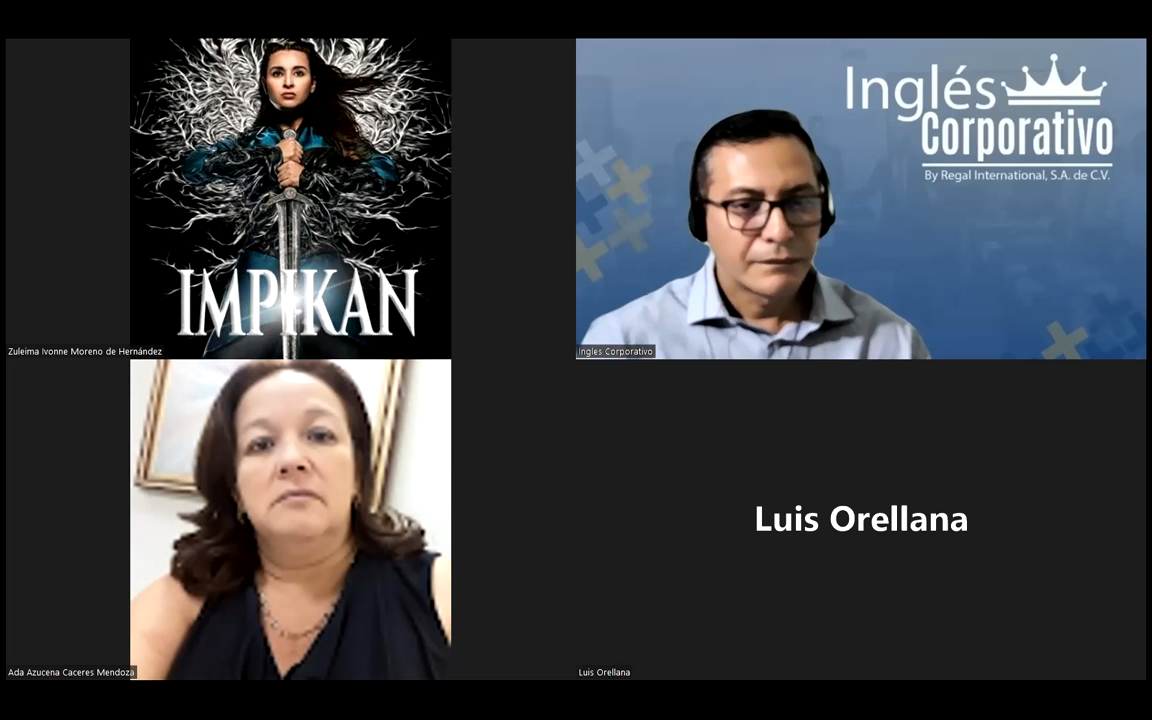 IMPIKAN
Zuleima Ivonne Moreno de Hernández
Inglés
Corporativo
By Regal International, S.A. de C.V.
Ingles Corporativo
Ada Azucena Caceres Mendoza
Luis Orellana
Luis Orellana